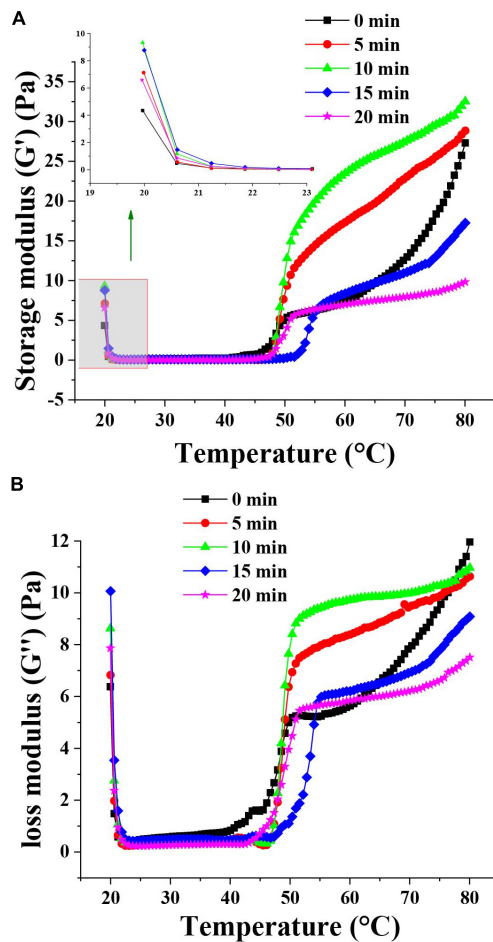 A
10
8
6
4
2
0
19 20 21 22 23
0 min
5 min
10 min
15 min
20 min
35
30
25
20
15
10
5
0
-5
20 30 40 50 60 70 80
Storage modulus (G') (Pa)
Temperature (°C)
B
0 min
5 min
10 min
15 min
20 min
12
10
8
6
4
2
0
20 30 40 50 60 70 80
loss modulus (G'') (Pa)
Temperature (°C)